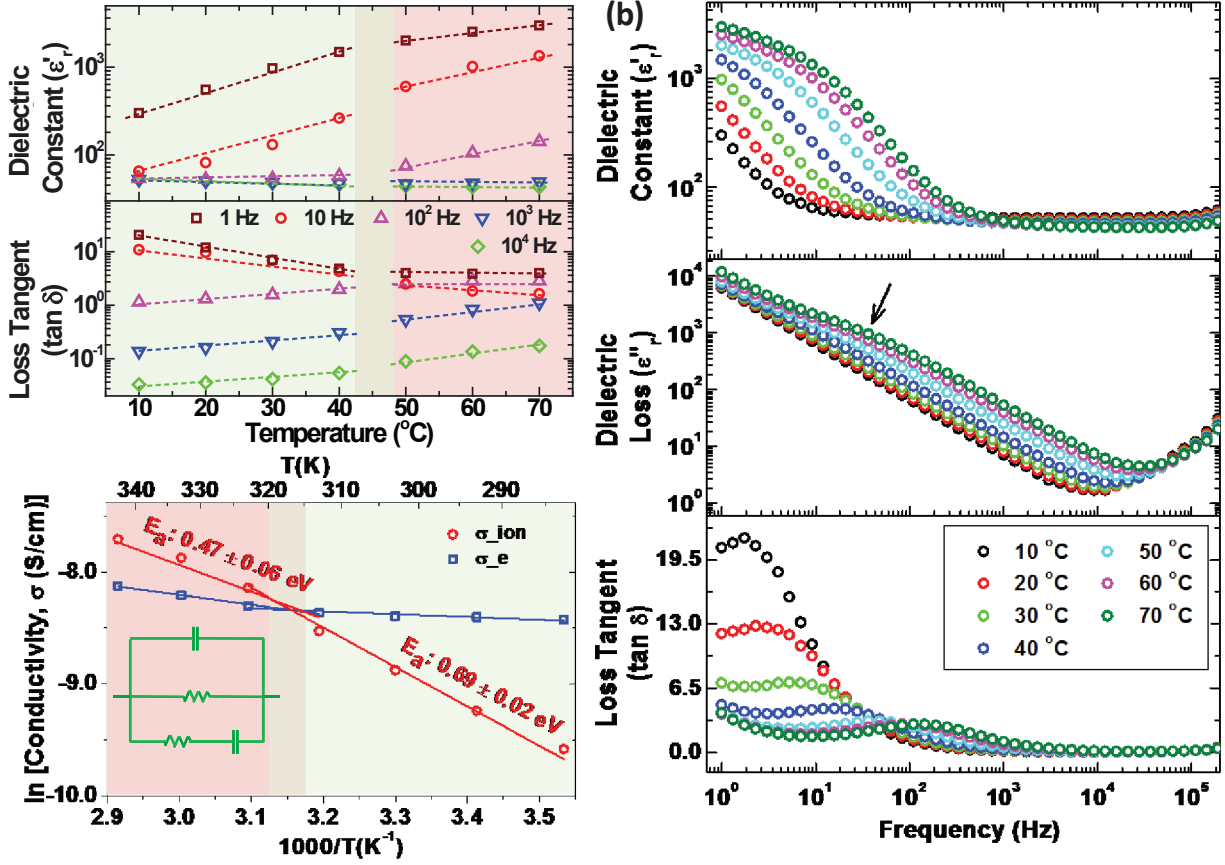 Dielectric
Constant (ε'r)
10³
10²
Loss Tangent
(tan δ)
10¹
10⁰
10⁻¹
1 Hz 10 Hz 10² Hz 10³ Hz
10⁴ Hz
10 20 30 40 50 60 70
Temperature (°C)
T(K)
340 330 320 310 300 290
ln [Conductivity, σ (S/cm)]
-8.0
-9.0
-10.0
Eₐ: 0.47 ± 0.06 eV
Eₐ: 0.69 ± 0.02 eV
σ_ion
σ_e
2.9 3.0 3.1 3.2 3.3 3.4 3.5
1000/T(K⁻¹)
(b)
Dielectric
Constant (ε'r)
10³
10²
Dielectric
Loss (ε''r)
10⁴
10³
10²
10¹
10⁰
Loss Tangent
(tan δ)
19.5
13.0
6.5
0.0
10 °C 50 °C
20 °C 60 °C
30 °C 70 °C
40 °C
10⁰ 10¹ 10² 10³ 10⁴ 10⁵
Frequency (Hz)